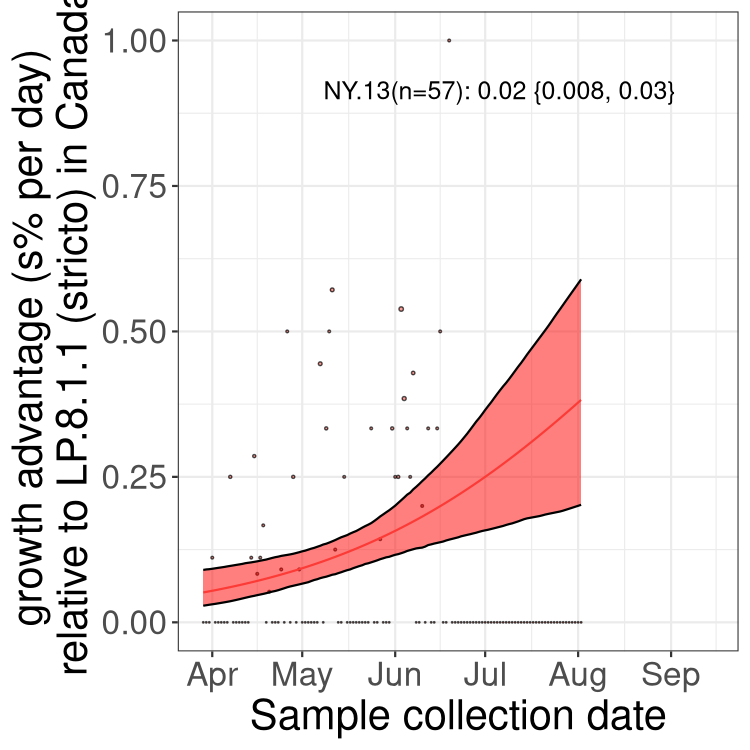 growth advantage (s% per day)
relative to LP.8.1.1 (stricto) in Canada
1.00
0.75
0.50
0.25
0.00
NY.13(n=57): 0.02 {0.008, 0.03}
Apr May Jun Jul Aug Sep
Sample collection date